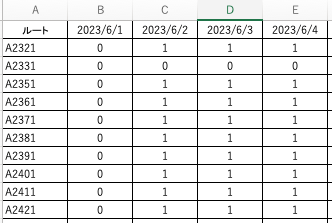 A B C D E
ルート 2023/6/1 2023/6/2 2023/6/3 2023/6/4
A2321 0 1 1 1
A2331 0 0 0 0
A2351 0 1 1 1
A2361 0 1 1 1
A2371 0 1 1 1
A2381 0 1 1 1
A2391 0 1 1 1
A2401 0 1 1 1
A2411 0 1 1 1
A2421 0 1 1 1